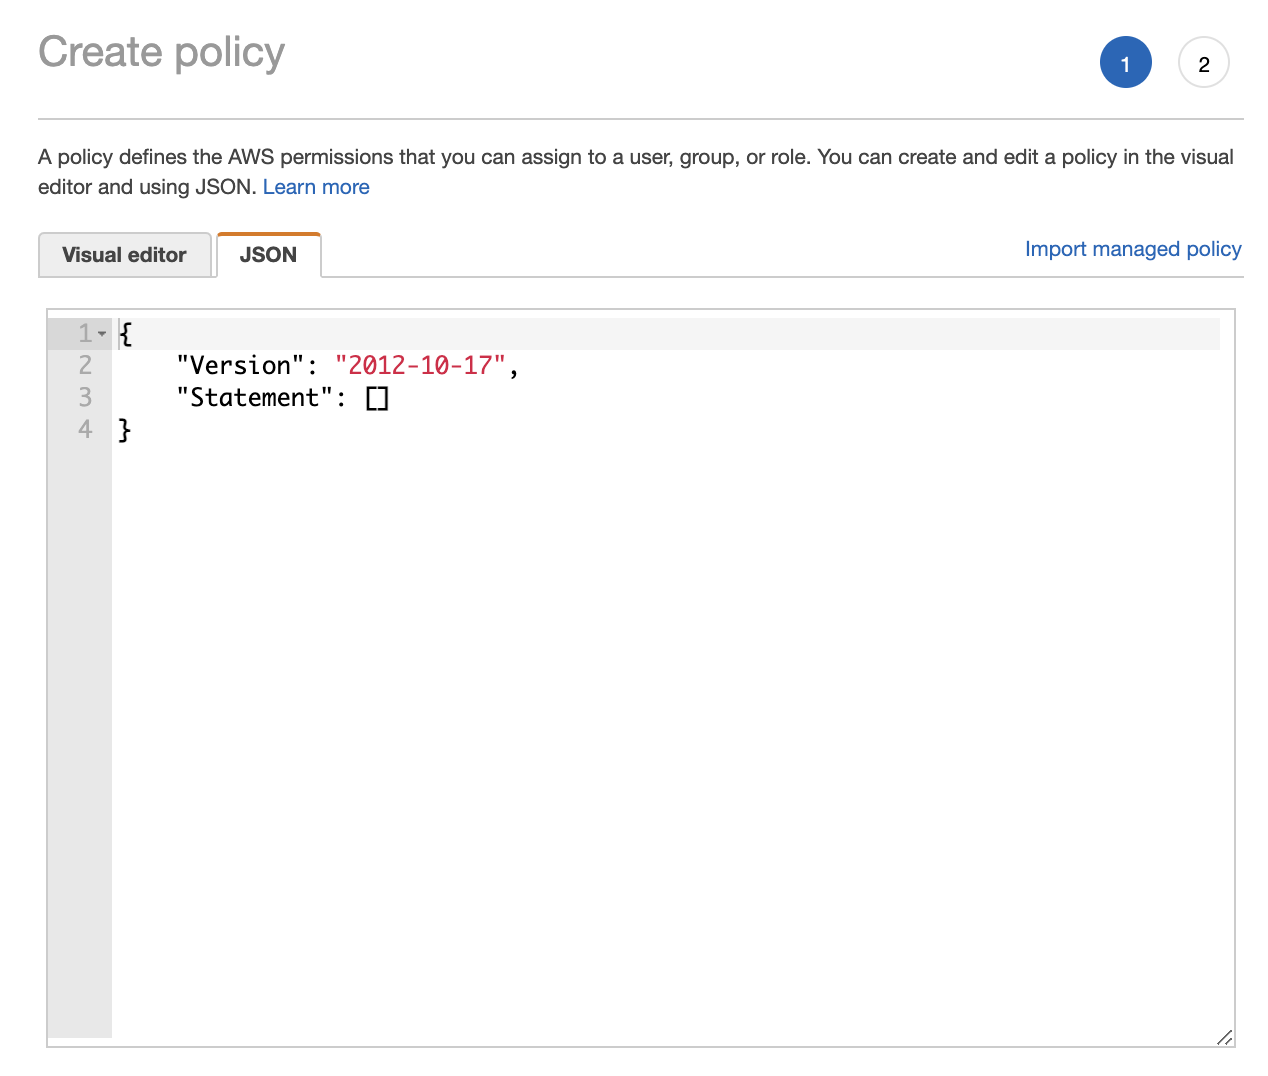 Create policy
1
2
A policy defines the AWS permissions that you can assign to a user, group, or role. You can create and edit a policy in the visual
editor and using JSON. Learn more
Visual editor
JSON
Import managed policy
1 {
2     "Version": "2012-10-17",
3     "Statement": []
4 }